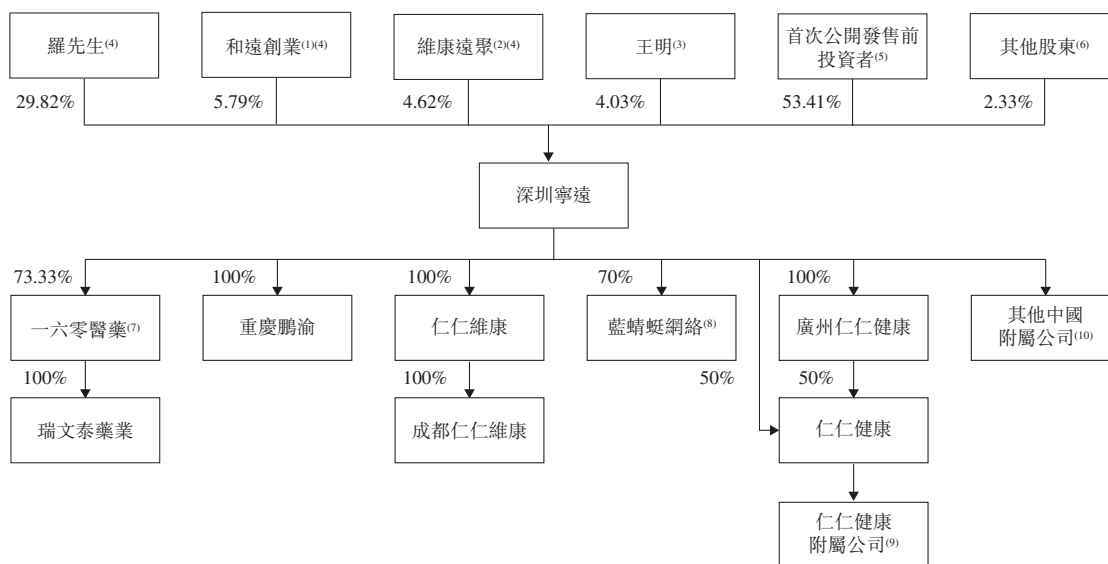 羅先生(4)
和遠創業(1)(4)
維康遠聚(2)(4)
王明(3)
首次公開發售前
投資者(5)
其他股東(6)
29.82%
5.79%
4.62%
4.03%
53.41%
2.33%
深圳寧遠
73.33%
100%
100%
70%
100%
一六零醫藥(7)
重慶鵬渝
仁仁維康
藍蜻蜓網絡(8)
廣州仁仁健康
其他中國
附屬公司(10)
100%
100%
50%
50%
瑞文泰藥業
成都仁仁維康
仁仁健康
仁仁健康
附屬公司(9)